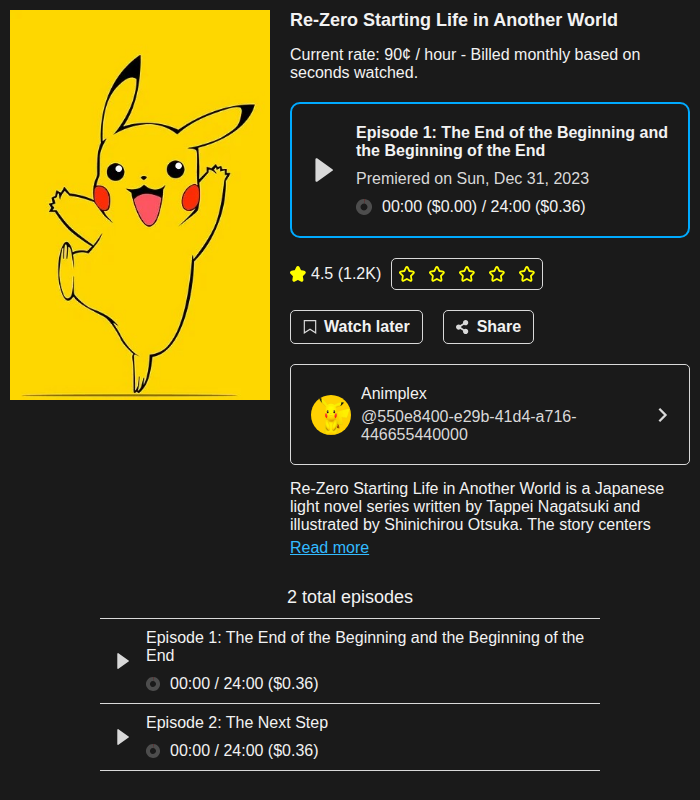 Re-Zero Starting Life in Another World
Current rate: 90¢ / hour - Billed monthly based on
seconds watched.
Episode 1: The End of the Beginning and
the Beginning of the End
Premiered on Sun, Dec 31, 2023
00:00 ($0.00) / 24:00 ($0.36)
4.5 (1.2K)
Watch later
Share
Animplex
@550e8400-e29b-41d4-a716-
446655440000
Re-Zero Starting Life in Another World is a Japanese
light novel series written by Tappei Nagatsuki and
illustrated by Shinichirou Otsuka. The story centers
Read more
2 total episodes
Episode 1: The End of the Beginning and the Beginning of the
End
00:00 / 24:00 ($0.36)
Episode 2: The Next Step
00:00 / 24:00 ($0.36)